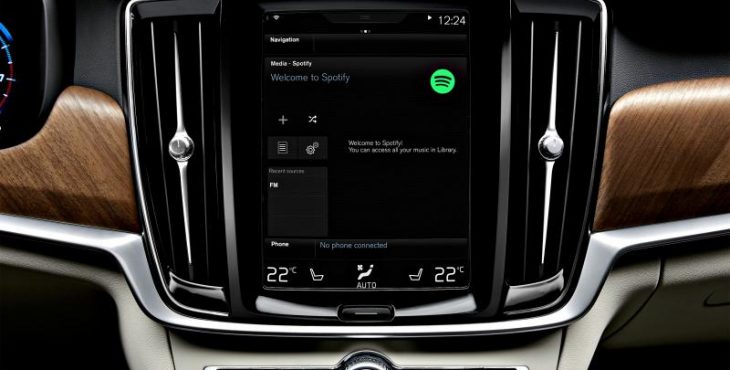 12:24
Navigation
Media - Spotify
Welcome to Spotify
Welcome to Spotify!
You can access all your music in Library.
Recent sources
FM
Phone No phone connected
22°C 22°C
AUTO